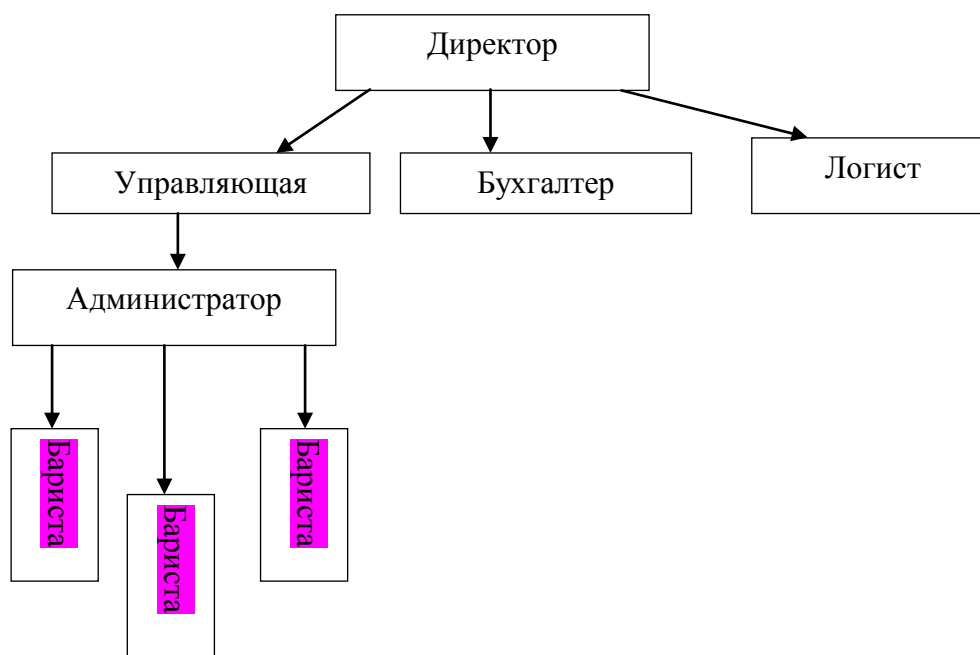 Директор
Управляющая
Бухгалтер
Логист
Администратор
Бариста
Бариста
Бариста